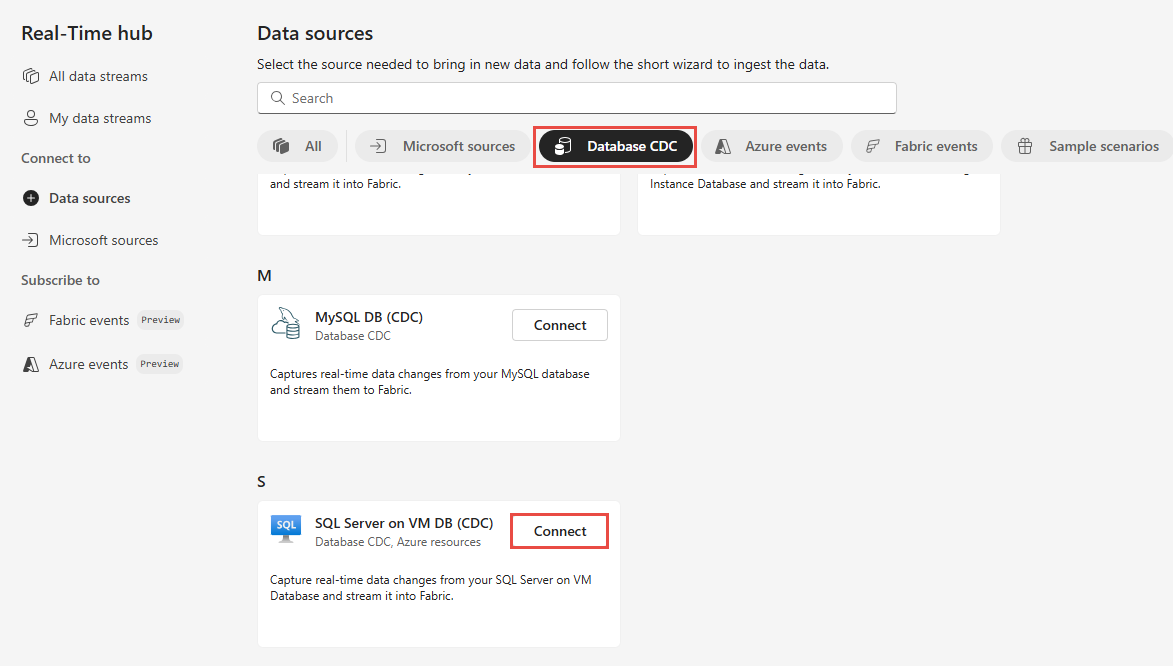 Real-Time hub
All data streams
My data streams
Connect to
Data sources
Microsoft sources
Subscribe to
Fabric events Preview
Azure events Preview
Data sources
Select the source needed to bring in new data and follow the short wizard to ingest the data.
Search
All Microsoft sources Database CDC Azure events Fabric events Sample scenarios
and stream it into Fabric.
Instance Database and stream it into Fabric.
M
MySQL DB (CDC)
Database CDC
Connect
Captures real-time data changes from your MySQL database
and stream them to Fabric.
S
SQL
SQL Server on VM DB (CDC)
Database CDC, Azure resources
Connect
Capture real-time data changes from your SQL Server on VM
Database and stream it into Fabric.